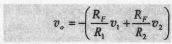 v_o = -(R_F/R_1 v_1 + R_F/R_2 v_2)